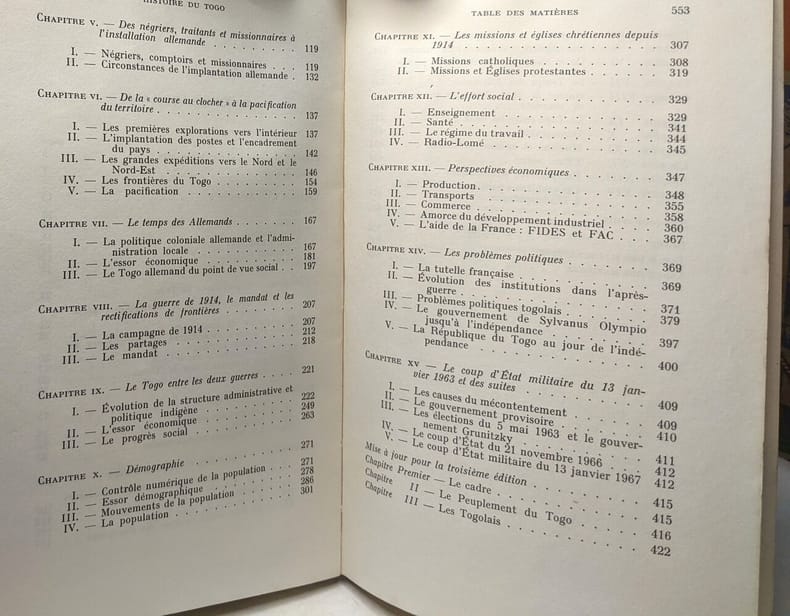 HISTOIRE DU TOGO
CHAPITRE V. — Des négriers, traitants et missionnaires à
l'installation allemande . . . . . . . . 119
I. — Négriers, comptoirs et missionnaires . . . 119
II. — Circonstances de l'implantation allemande . 132
CHAPITRE VI. — De la « course au clocher » à la pacification
du territoire . . . . . . . . . . . . . . 137
I. — Les premières explorations vers l'intérieur 137
II. — L'implantation des postes et l'encadrement
du pays . . . . . . . . . . . . . . 142
III. — Les grandes expéditions vers le Nord et le
Nord-Est . . . . . . . . . . . . . . 146
IV. — Les frontières du Togo . . . . . . . . 154
V. — La pacification . . . . . . . . . . . 159
CHAPITRE VII. — Le temps des Allemands . . . . . . . 167
I. — La politique coloniale allemande et l'admi-
nistration locale . . . . . . . . . . . 167
II. — L'essor économique . . . . . . . . . 181
III. — Le Togo allemand du point de vue social . . 197
CHAPITRE VIII. — La guerre de 1914, le mandat et les
rectifications de frontières . . . . . . . . 207
I. — La campagne de 1914 . . . . . . . . 207
II. — Les partages . . . . . . . . . . . 212
III. — Le mandat . . . . . . . . . . . . 218
CHAPITRE IX. — Le Togo entre les deux guerres . . . . 221
I. — Évolution de la structure administrative et
politique indigène . . . . . . . . . . 222
II. — L'essor économique . . . . . . . . . 249
III. — Le progrès social . . . . . . . . . . 263
CHAPITRE X. — Démographie . . . . . . . . . . . 271
I. — Contrôle numérique de la population . . . 271
II. — Essor démographique . . . . . . . . 278
III. — Mouvements de la population . . . . . . 286
IV. — La population . . . . . . . . . . . 301
TABLE DES MATIÈRES 553
CHAPITRE XI. — Les missions et églises chrétiennes depuis
1914 . . . . . . . . . . . . . . . . 307
I. — Missions catholiques . . . . . . . . . 308
II. — Missions et Églises protestantes . . . . . . 319
CHAPITRE XII. — L'effort social . . . . . . . . . . 329
I. — Enseignement . . . . . . . . . . . 329
II. — Santé . . . . . . . . . . . . . . 341
III. — Le régime du travail . . . . . . . . . 344
IV. — Radio-Lomé . . . . . . . . . . . . 345
CHAPITRE XIII. — Perspectives économiques . . . . . . 347
I. — Production . . . . . . . . . . . . 348
II. — Transports . . . . . . . . . . . . 355
III. — Commerce . . . . . . . . . . . . 358
IV. — Amorce du développement industriel . . . . 360
V. — L'aide de la France : FIDES et FAC . . . . 367
CHAPITRE XIV. — Les problèmes politiques . . . . . . 369
I. — La tutelle française . . . . . . . . . 369
II. — Évolution des institutions dans l'après-
guerre . . . . . . . . . . . . . . 371
III. — Problèmes politiques togolais . . . . . . 379
IV. — Le gouvernement de Sylvanus Olympio
jusqu'à l'indépendance . . . . . . . . 397
V. — La République du Togo au jour de l'indé-
pendance . . . . . . . . . . . . . 400
CHAPITRE XV — Le coup d'État militaire du 13 jan-
vier 1963 et des suites . . . . . . . . . 409
I. — Les causes du mécontentement . . . . . 409
II. — Le gouvernement provisoire . . . . . . 410
III. — Les élections du 5 mai 1963 et le gouver-
nement Grunitzky . . . . . . . . . . 411
IV. — Le coup d'État du 21 novembre 1966 . . . 412
V. — Le coup d'État militaire du 13 janvier 1967 412
Mise à jour pour la troisième édition . . . . . . . 415
Chapitre Premier — Le cadre . . . . . . . . . . 415
Chapitre II — Le Peuplement du Togo . . . . . . 416
Chapitre III — Les Togolais . . . . . . . . . . 422